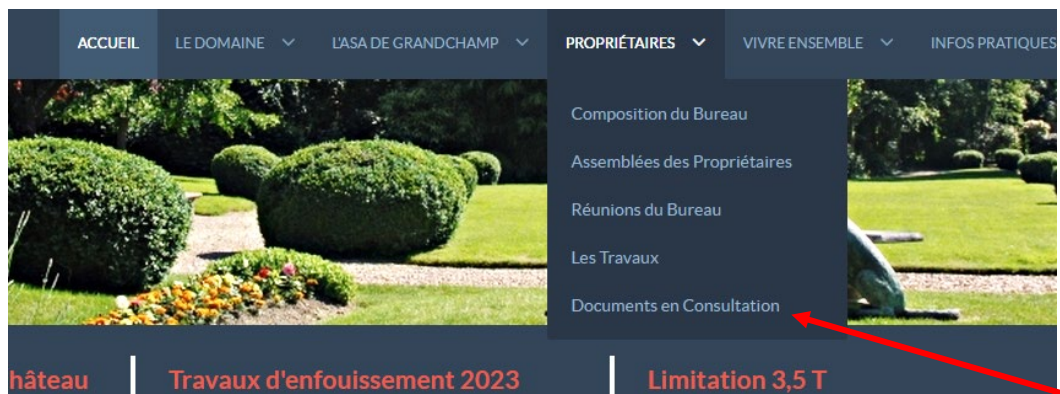 ACCUEIL LE DOMAINE L'ASA DE GRANDCHAMP PROPRIÉTAIRES VIVRE ENSEMBLE INFOS PRATIQUES
Composition du Bureau
Assemblées des Propriétaires
Réunions du Bureau
Les Travaux
Documents en Consultation
hâteau Travaux d'enfouissement 2023 Limitation 3,5 T